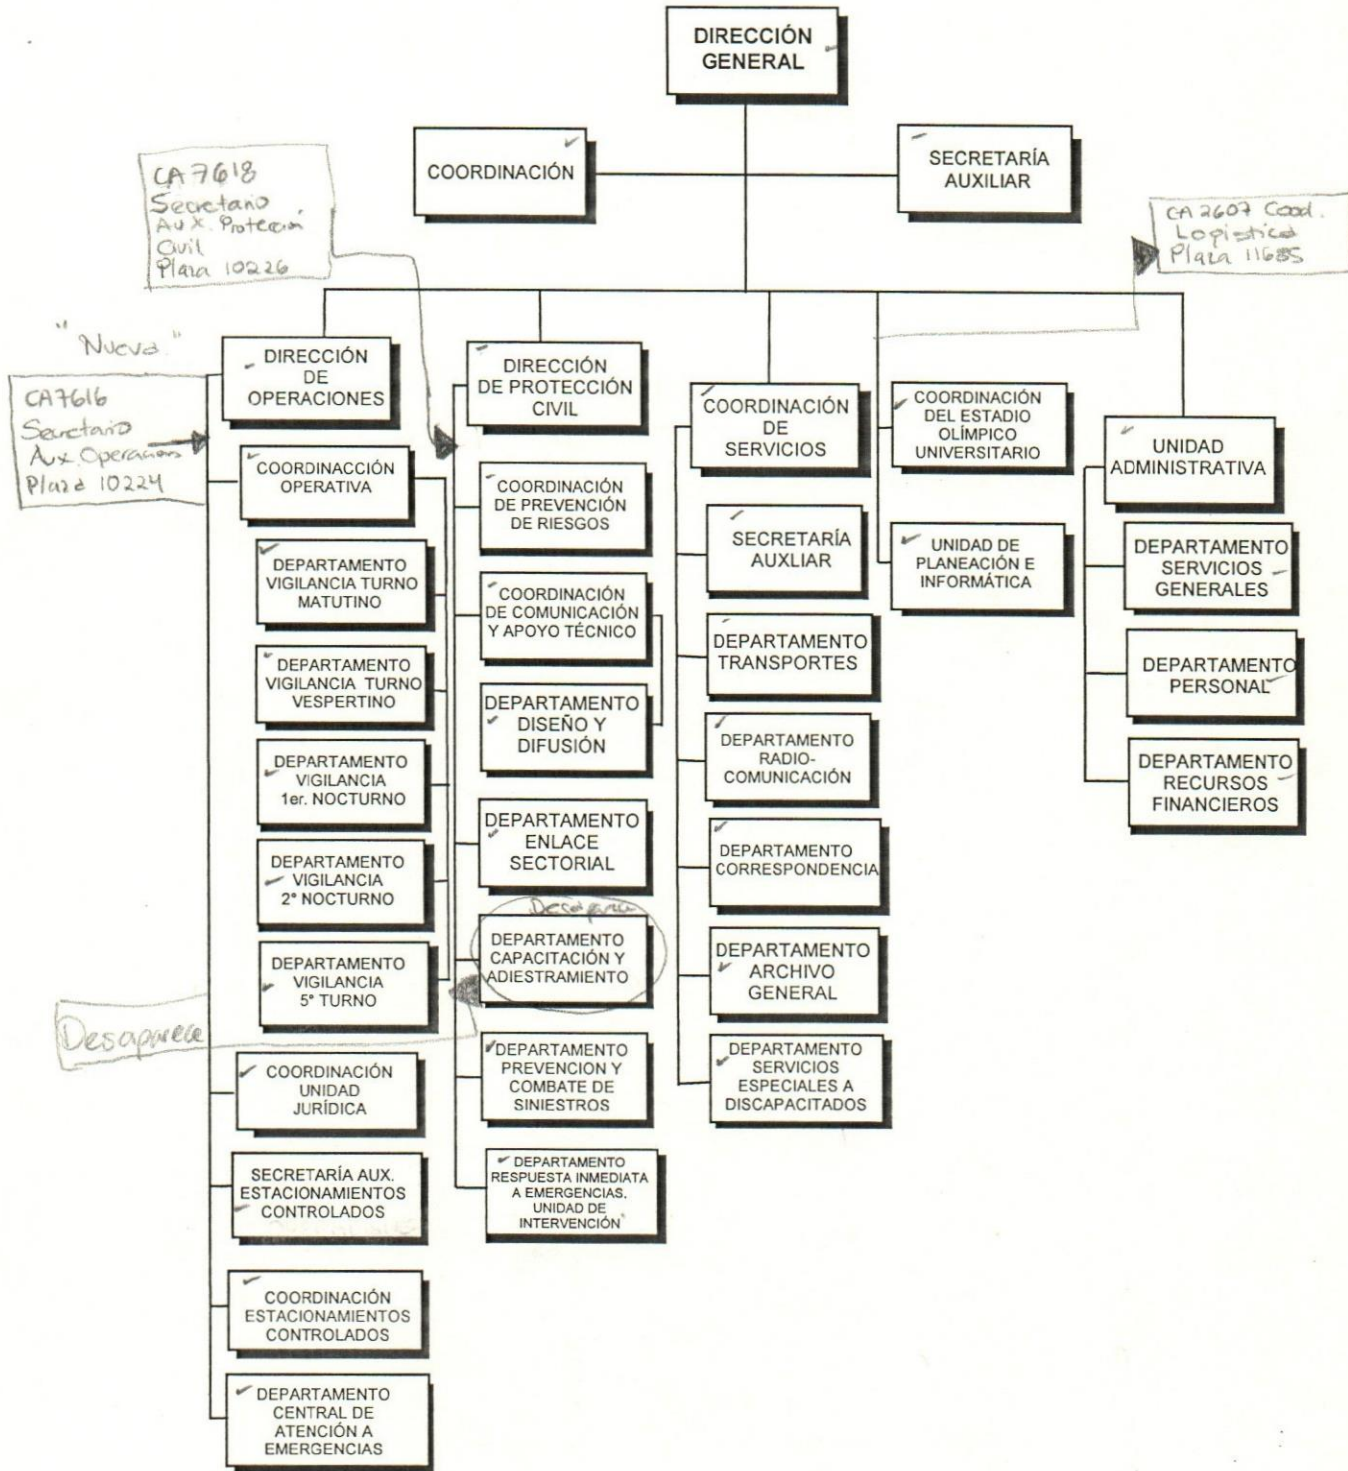 DIRECCIÓN
GENERAL
COORDINACIÓN
SECRETARÍA
AUXILIAR
CA 7618
Secretario
Aux. Protección
Civil
Plaza 10226
CA 2607 Cood.
Logistica
Plaza 11685
"Nueva"
CA7616
Secretario
Aux. Operaciones
Plaza 10224
DIRECCIÓN
DE
OPERACIONES
COORDINACCIÓN
OPERATIVA
DEPARTAMENTO
VIGILANCIA TURNO
MATUTINO
DEPARTAMENTO
VIGILANCIA TURNO
VESPERTINO
DEPARTAMENTO
VIGILANCIA
1er. NOCTURNO
DEPARTAMENTO
VIGILANCIA
2° NOCTURNO
DEPARTAMENTO
VIGILANCIA
5° TURNO
Desaparece
COORDINACIÓN
UNIDAD
JURÍDICA
SECRETARÍA AUX.
ESTACIONAMIENTOS
CONTROLADOS
COORDINACIÓN
ESTACIONAMIENTOS
CONTROLADOS
DEPARTAMENTO
CENTRAL DE
ATENCIÓN A
EMERGENCIAS
DIRECCIÓN
DE PROTECCIÓN
CIVIL
COORDINACIÓN
DE PREVENCIÓN
DE RIESGOS
COORDINACIÓN
DE COMUNICACIÓN
Y APOYO TÉCNICO
DEPARTAMENTO
DISEÑO Y
DIFUSIÓN
DEPARTAMENTO
ENLACE
SECTORIAL
Desaparece
DEPARTAMENTO
CAPACITACIÓN Y
ADIESTRAMIENTO
DEPARTAMENTO
PREVENCION Y
COMBATE DE
SINIESTROS
DEPARTAMENTO
RESPUESTA INMEDIATA
A EMERGENCIAS,
UNIDAD DE
INTERVENCIÓN
COORDINACIÓN
DE
SERVICIOS
SECRETARÍA
AUXLIAR
DEPARTAMENTO
TRANSPORTES
DEPARTAMENTO
RADIO-
COMUNICACIÓN
DEPARTAMENTO
CORRESPONDENCIA
DEPARTAMENTO
ARCHIVO
GENERAL
DEPARTAMENTO
SERVICIOS
ESPECIALES A
DISCAPACITADOS
COORDINACIÓN
DEL ESTADIO
OLÍMPICO
UNIVERSITARIO
UNIDAD DE
PLANEACIÓN E
INFORMÁTICA
UNIDAD
ADMINISTRATIVA
DEPARTAMENTO
SERVICIOS
GENERALES
DEPARTAMENTO
PERSONAL
DEPARTAMENTO
RECURSOS
FINANCIEROS